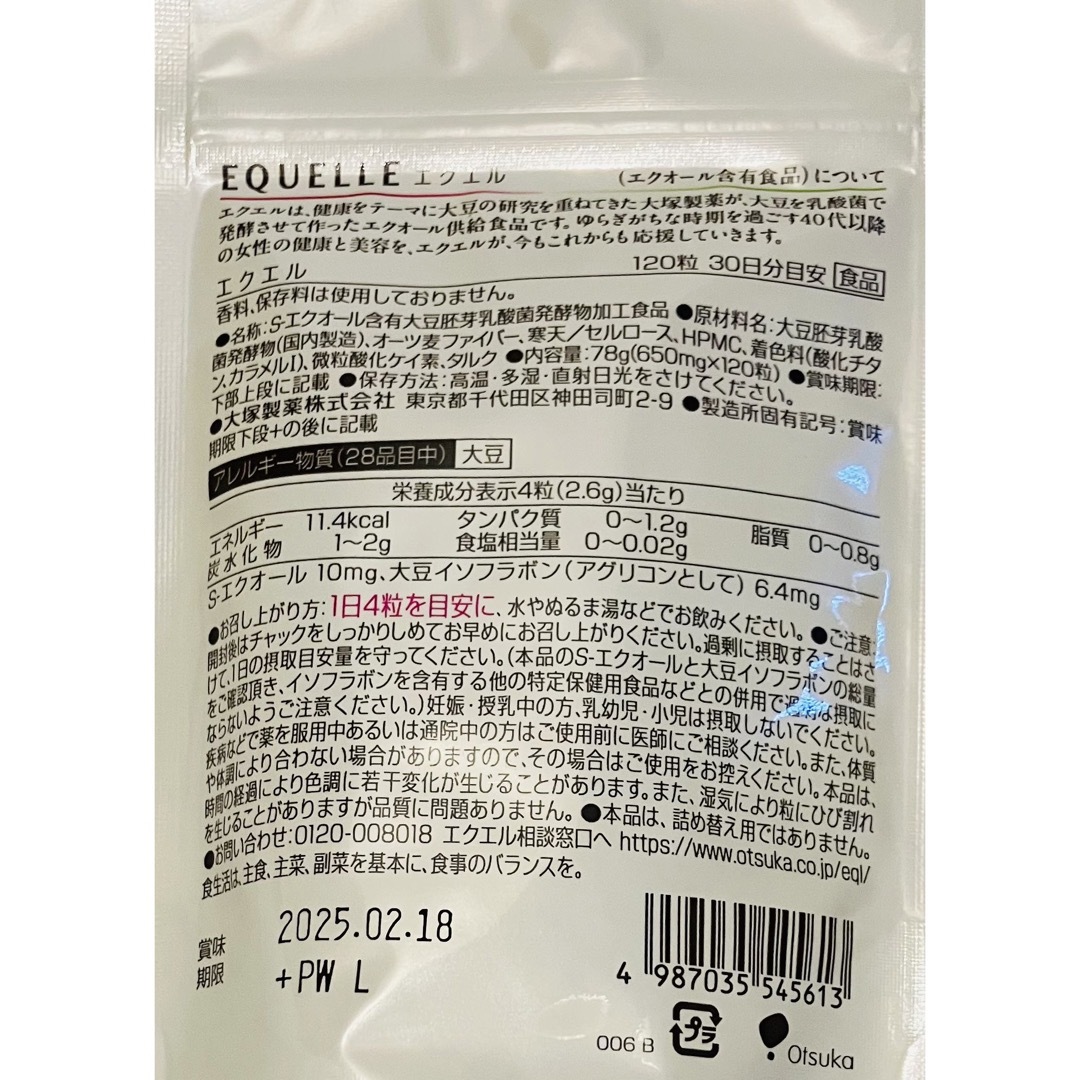 EQUELLE エクエル (エクオール含有食品)について
エクエルは、健康をテーマに大豆の研究を重ねてきた大塚製薬が、大豆を乳酸菌で
発酵させて作ったエクオール供給食品です。ゆらぎがちな時期を過ごす40代以降
の女性の健康と美容を、エクエルが、今もこれからも応援していきます。
エクエル 120粒 30日分目安 食品
香料、保存料は使用しておりません。
●名称:S-エクオール含有大豆胚芽乳酸菌発酵物加工食品 ●原材料名:大豆胚芽乳酸
菌発酵物(国内製造)、オーツ麦ファイバー、寒天/セルロース、HPMC、着色料(酸化チタ
ン、カラメルI)、微粒酸化ケイ素、タルク ●内容量:78g(650mg×120粒) ●賞味期限:
下部上段に記載 ●保存方法:高温・多湿・直射日光をさけてください。
●大塚製薬株式会社 東京都千代田区神田司町2-9 ●製造所固有記号:賞味
期限下段+の後に記載
アレルギー物質(28品目中) 大豆
栄養成分表示4粒(2.6g)当たり
エネルギー 11.4kcal タンパク質 0〜1.2g 脂質 0〜0.8g
炭水化物 1〜2g 食塩相当量 0〜0.02g
S-エクオール 10mg、大豆イソフラボン(アグリコンとして) 6.4mg
●お召し上がり方:1日4粒を目安に、水やぬるま湯などでお飲みください。 ●ご注意:
開封後はチャックをしっかりしめてお早めにお召し上がりください。過剰に摂取することはさ
けて、1日の摂取目安量を守ってください。(本品のS-エクオールと大豆イソフラボンの総量
をご確認頂き、イソフラボンを含有する他の特定保健用食品などとの併用で過剰な摂取に
ならないようご注意ください。)妊娠・授乳中の方、乳幼児・小児は摂取しないでください。
疾病などで薬を服用中あるいは通院中の方はご使用前に医師にご相談ください。また、体質
や体調により合わない場合がありますので、その場合はご使用をお控えください。本品は、
時間の経過により色調に若干変化が生じることがあります。また、湿気により粒にひび割れ
を生じることがありますが品質に問題ありません。 ●本品は、詰め替え用ではありません。
●お問い合わせ:0120-008018 エクエル相談窓口へ https://www.otsuka.co.jp/eql/
食生活は、主食、主菜、副菜を基本に、食事のバランスを。
賞味
期限
2025.02.18
+PW L
4 987035 545613
006 B プラ Otsuka